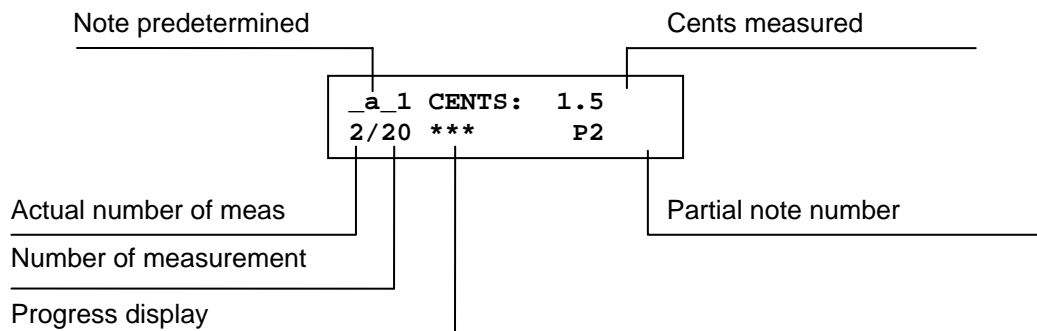 Note predetermined Cents measured
_a_1 CENTS: 1.5
2/20 *** P2
Actual number of meas Partial note number
Number of measurement
Progress display